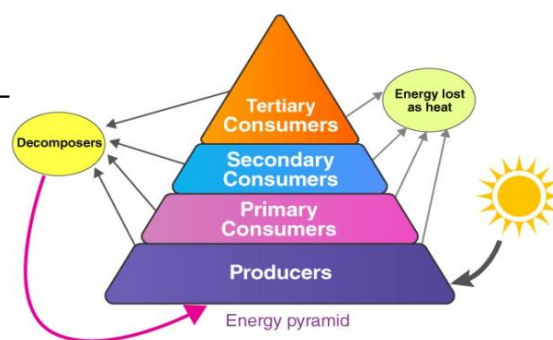 Tertiary
Consumers
Energy lost
as heat
Decomposers
Secondary
Consumers
Primary
Consumers
Producers
Energy pyramid